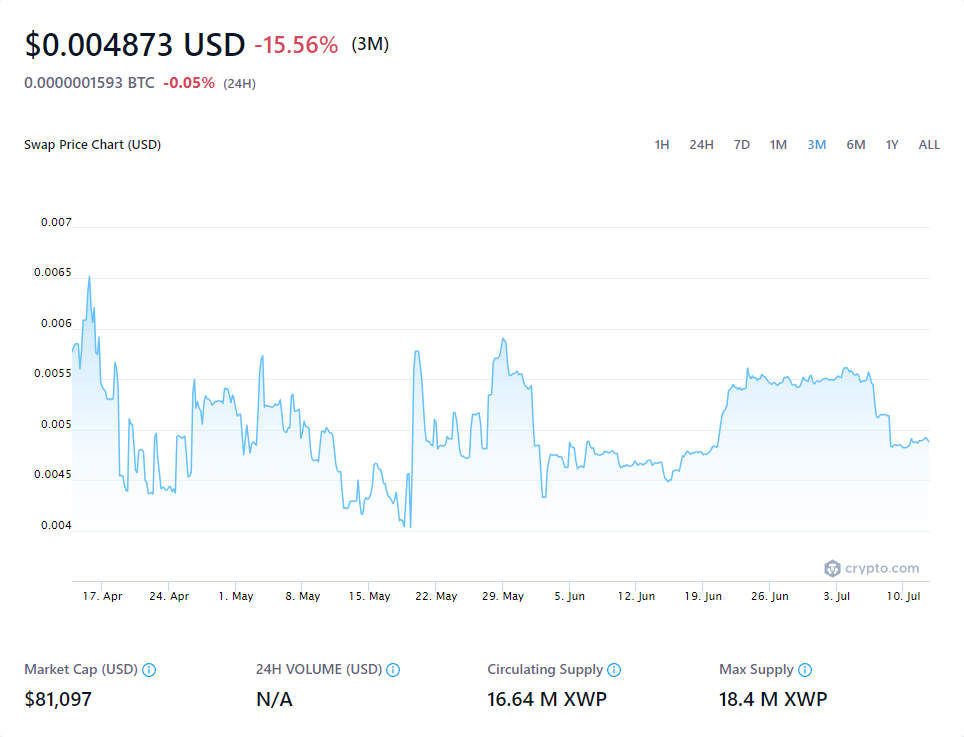 $0.004873 USD -15.56% (3M)
0.0000001593 BTC -0.05% (24H)
Swap Price Chart (USD) 1H 24H 7D 1M 3M 6M 1Y ALL
0.007
0.0065
0.006
0.0055
0.005
0.0045
0.004
crypto.com
17. Apr 24. Apr 1. May 8. May 15. May 22. May 29. May 5. Jun 12. Jun 19. Jun 26. Jun 3. Jul 10. Jul
Market Cap (USD) 24H VOLUME (USD) Circulating Supply Max Supply
$81,097 N/A 16.64 M XWP 18.4 M XWP